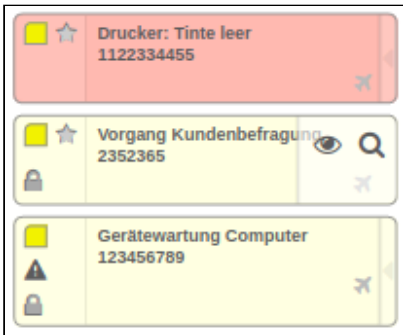 Drucker: Tinte leer
1122334455
Vorgang Kundenbefragung
2352365
Gerätewartung Computer
123456789